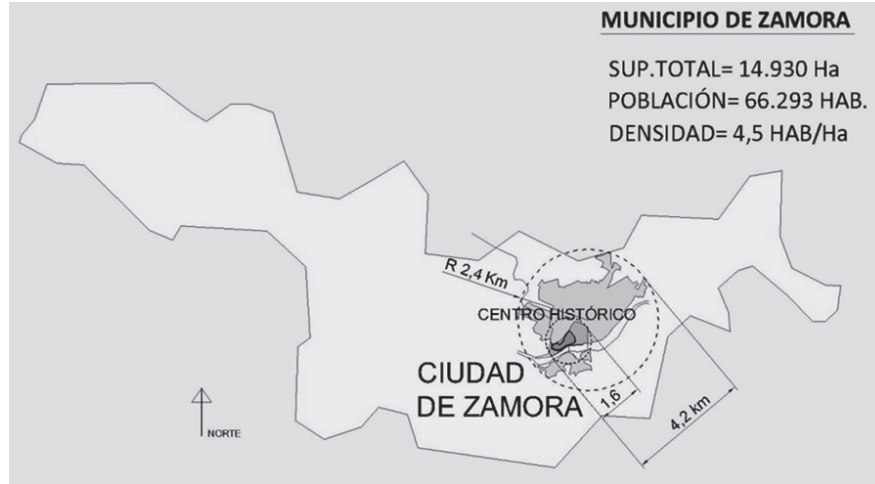 MUNICIPIO DE ZAMORA
SUP.TOTAL= 14.930 Ha
POBLACIÓN= 66.293 HAB.
DENSIDAD= 4,5 HAB/Ha
R 2,4 Km
CENTRO HISTÓRICO
CIUDAD
DE ZAMORA
1,6
4,2 km
NORTE